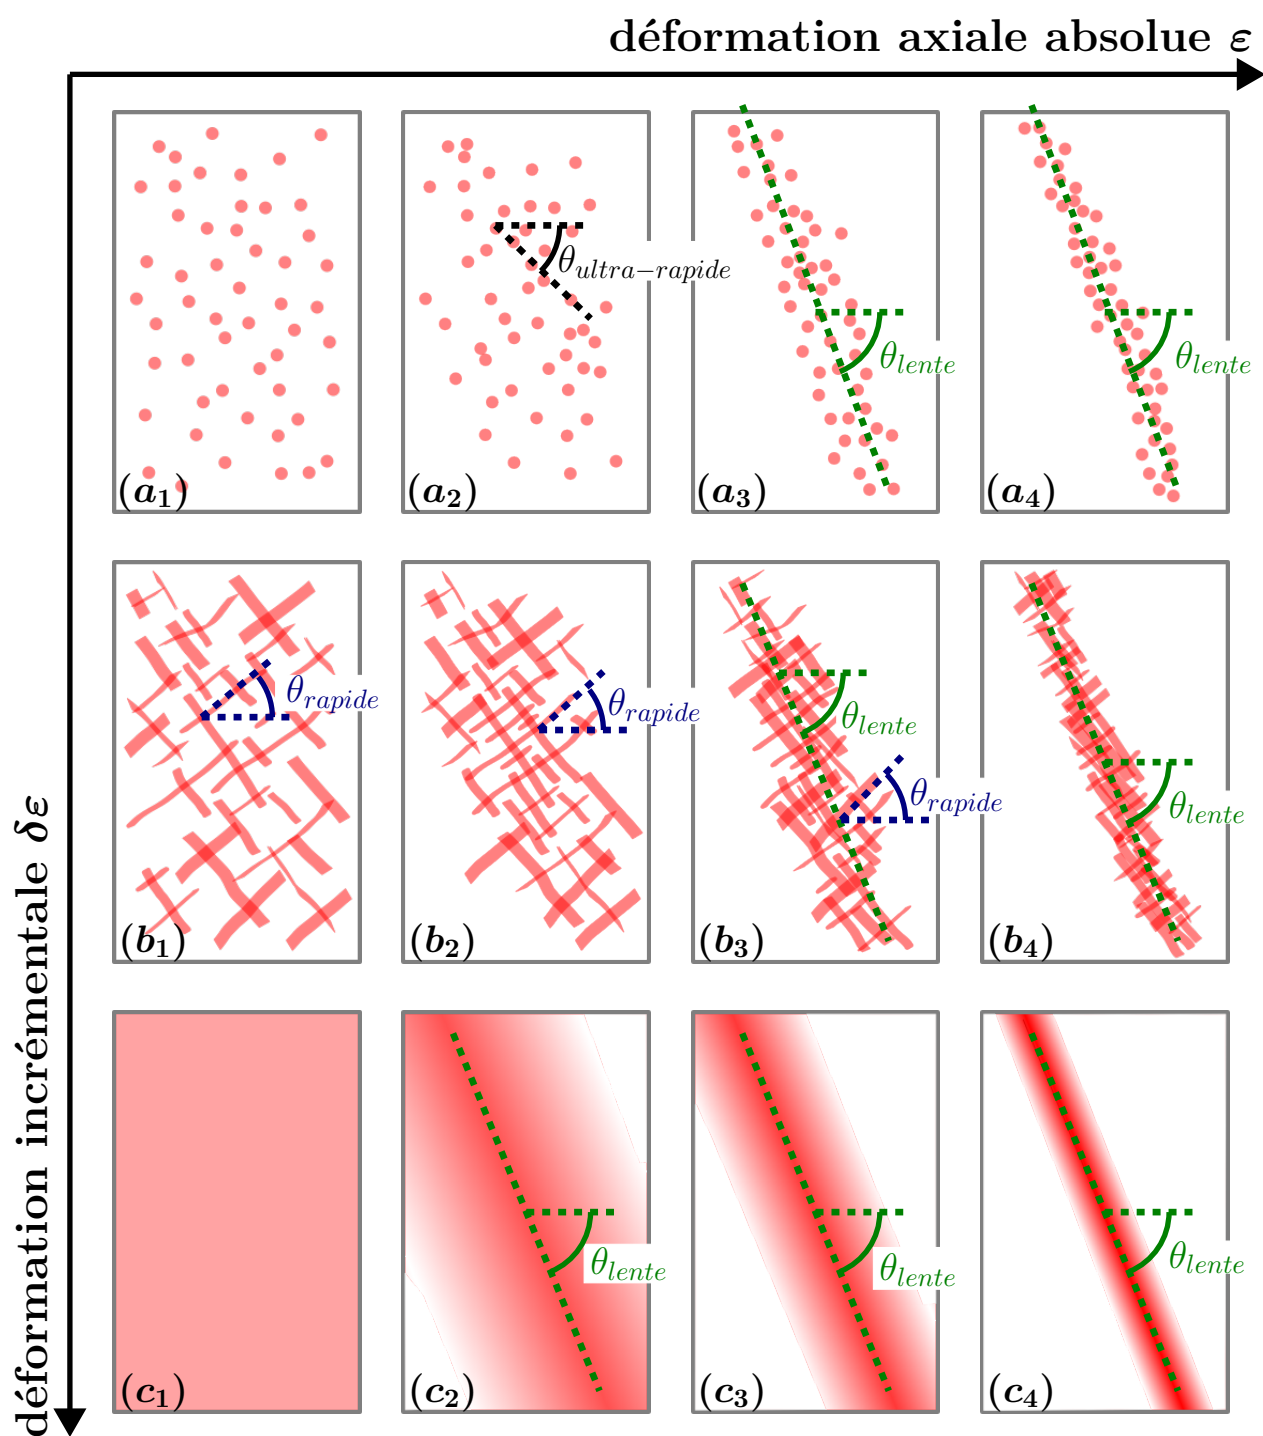 déformation axiale absolue ε
déformation incrémentale δε
θultra−rapide
θlente
θlente
(a1)
(a2)
(a3)
(a4)
θrapide
θrapide
θlente
θrapide
θlente
(b1)
(b2)
(b3)
(b4)
θlente
θlente
θlente
(c1)
(c2)
(c3)
(c4)